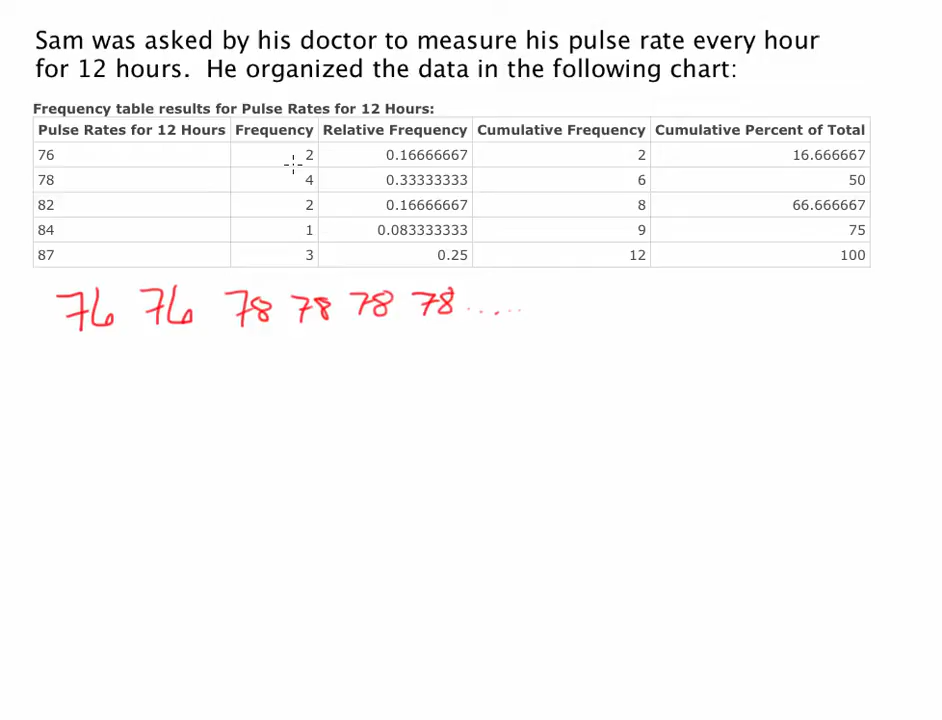 Sam was asked by his doctor to measure his pulse rate every hour
for 12 hours.  He organized the data in the following chart:
Frequency table results for Pulse Rates for 12 Hours:
Pulse Rates for 12 Hours Frequency Relative Frequency Cumulative Frequency Cumulative Percent of Total
76 2 0.16666667 2 16.666667
78 4 0.33333333 6 50
82 2 0.16666667 8 66.666667
84 1 0.083333333 9 75
87 3 0.25 12 100
76 76 78 78 78 78 ......